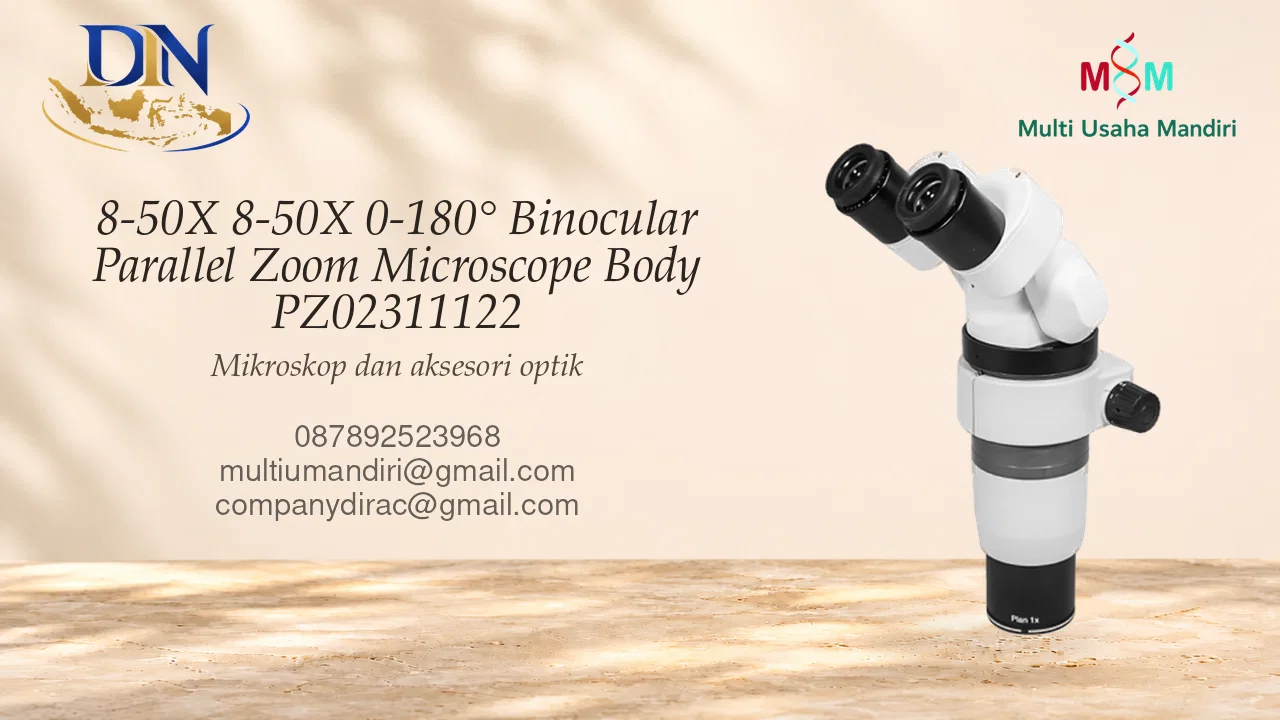 DIN
M M
Multi Usaha Mandiri
8-50X 8-50X 0-180° Binocular
Parallel Zoom Microscope Body
PZ02311122
Mikroskop dan aksesori optik
087892523968
multiumandiri@gmail.com
companydirac@gmail.com
Plan 1x